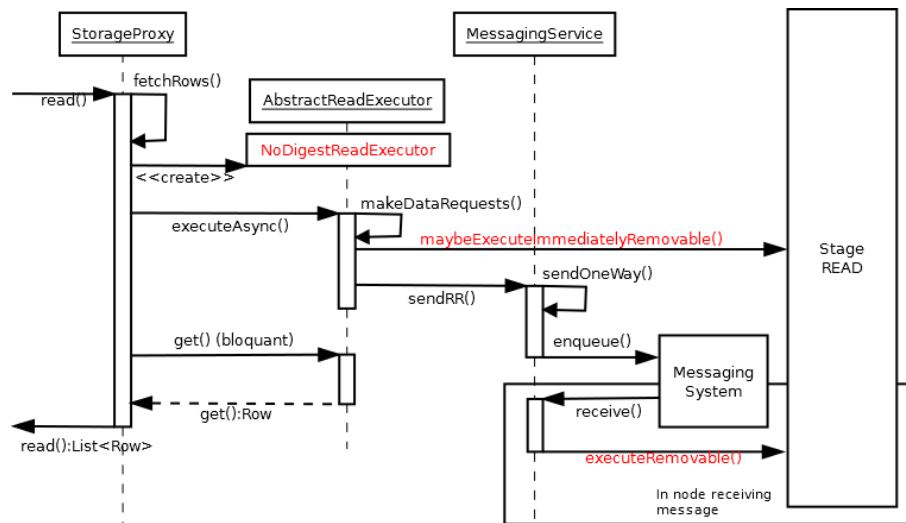 StorageProxy
MessagingService
fetchRows()
read()
AbstractReadExecutor
NoDigestReadExecutor
<<create>>
makeDataRequests()
executeAsync()
maybeExecuteImmediatelyRemovable()
Stage
READ
sendOneWay()
sendRR()
get() (bloquant)
enqueue()
Messaging
System
get():Row
receive()
read():List<Row>
executeRemovable()
In node receiving
message